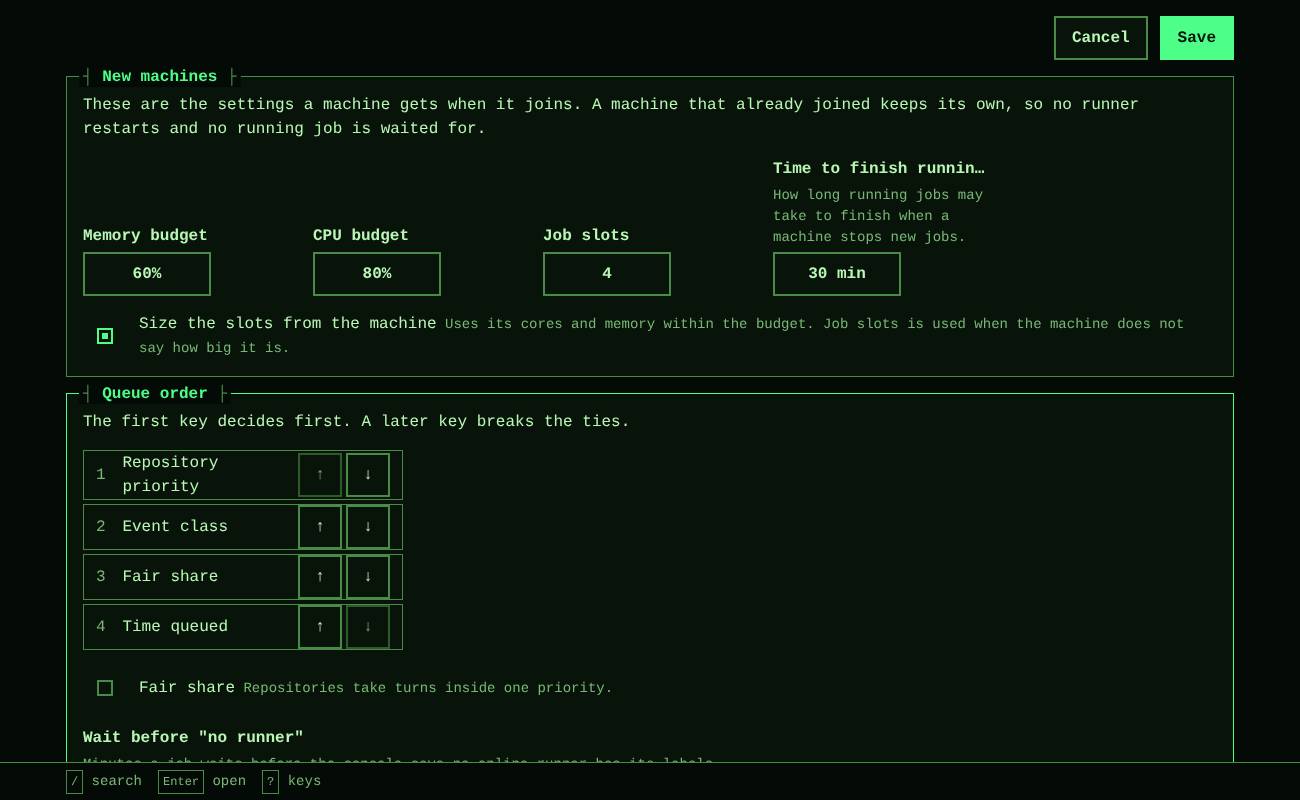 Cancel Save
New machines
These are the settings a machine gets when it joins. A machine that already joined keeps its own, so no runner
restarts and no running job is waited for.
Time to finish runnin…
How long running jobs may
take to finish when a
machine stops new jobs.
Memory budget CPU budget Job slots
60% 80% 4 30 min
Size the slots from the machine Uses its cores and memory within the budget. Job slots is used when the machine does not
say how big it is.
Queue order
The first key decides first. A later key breaks the ties.
1 Repository
priority ↑ ↓
2 Event class ↑ ↓
3 Fair share ↑ ↓
4 Time queued ↑ ↓
Fair share Repositories take turns inside one priority.
Wait before "no runner"
/ search Enter open ? keys